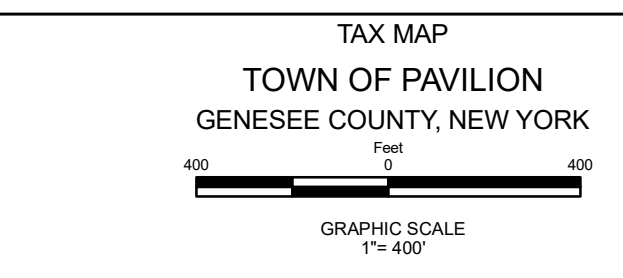 TAX MAP
TOWN OF PAVILION
GENESEE COUNTY, NEW YORK
Feet
400 0 400
GRAPHIC SCALE
1"= 400'